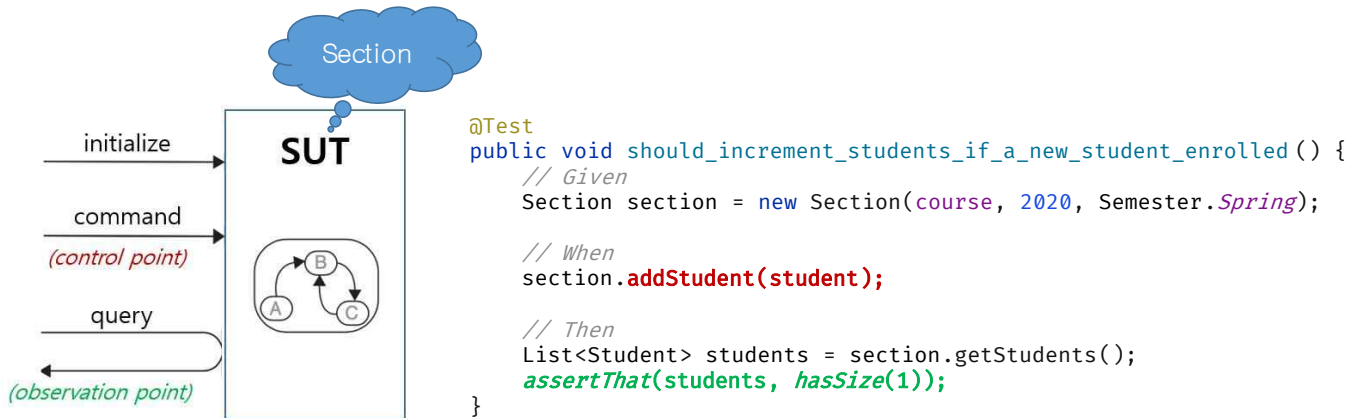 Section
SUT
initialize
command
(control point)
query
(observation point)
A
B
C
@Test
public void should_increment_students_if_a_new_student_enrolled() {
    // Given
    Section section = new Section(course, 2020, Semester.Spring);
    // When
    section.addStudent(student);
    // Then
    List<Student> students = section.getStudents();
    assertThat(students, hasSize(1));
}